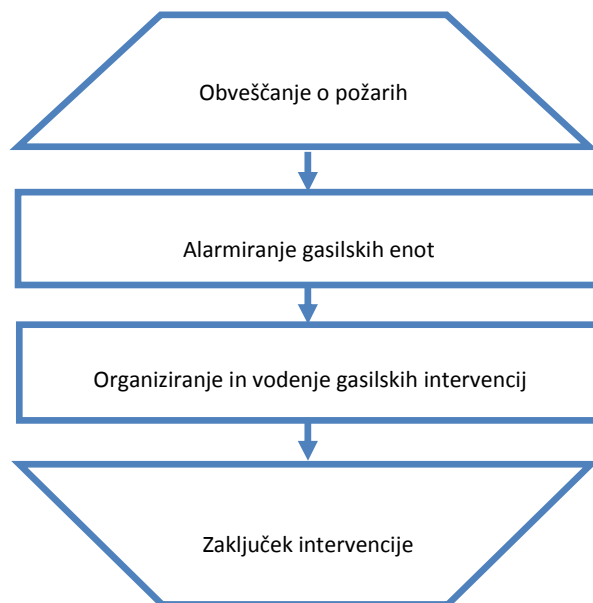 Obveščanje o požarih
Alarmiranje gasilskih enot
Organiziranje in vodenje gasilskih intervencij
Zaključek intervencije